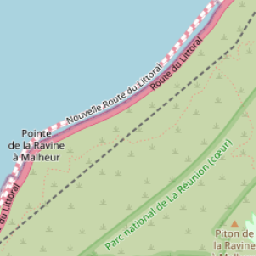 Nouvelle Route du Littoral
Route du Littoral
Pointe
de la Ravine
à Malheur
du Littoral
Parc national de La Réunion (cœur)
Piton de
la Ravine